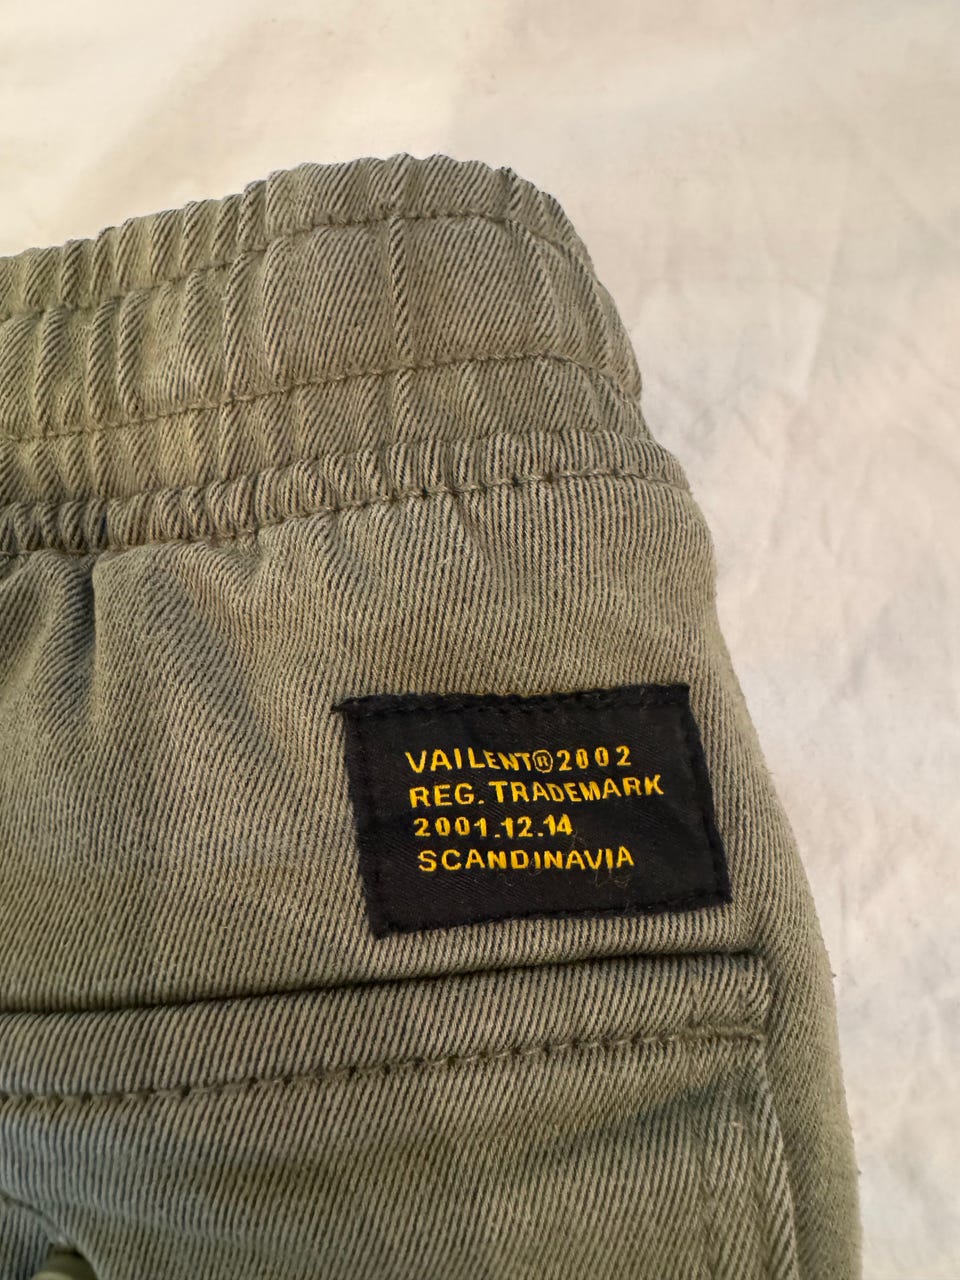 VAILENT®2002
REG. TRADEMARK
2001.12.14
SCANDINAVIA